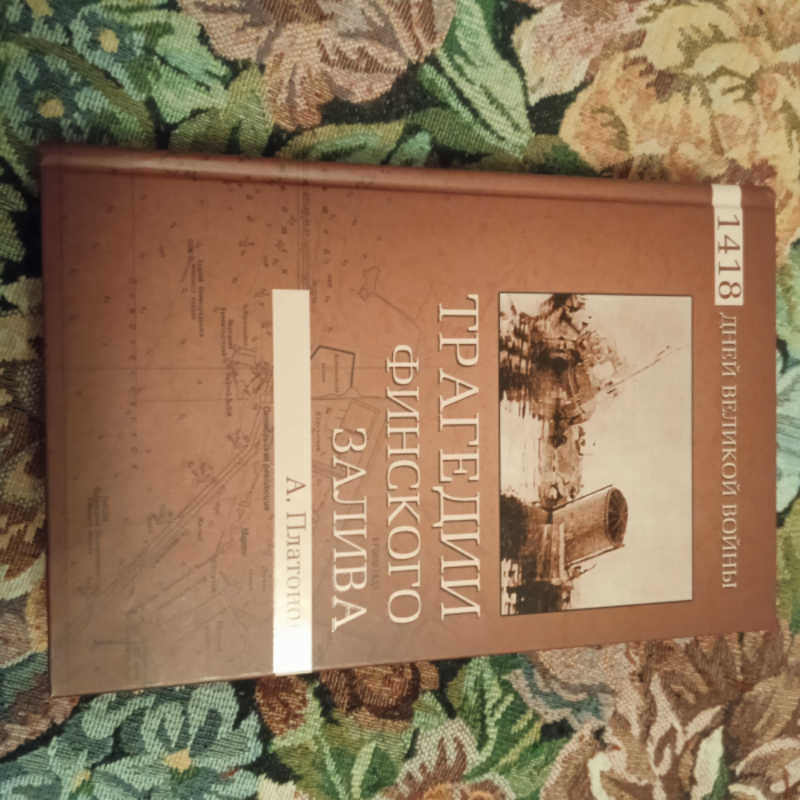 1418 ДНЕЙ ВЕЛИКОЙ ВОЙНЫ
ТРАГЕДИИ
ФИНСКОГО
ЗАЛИВА
А. Платонов